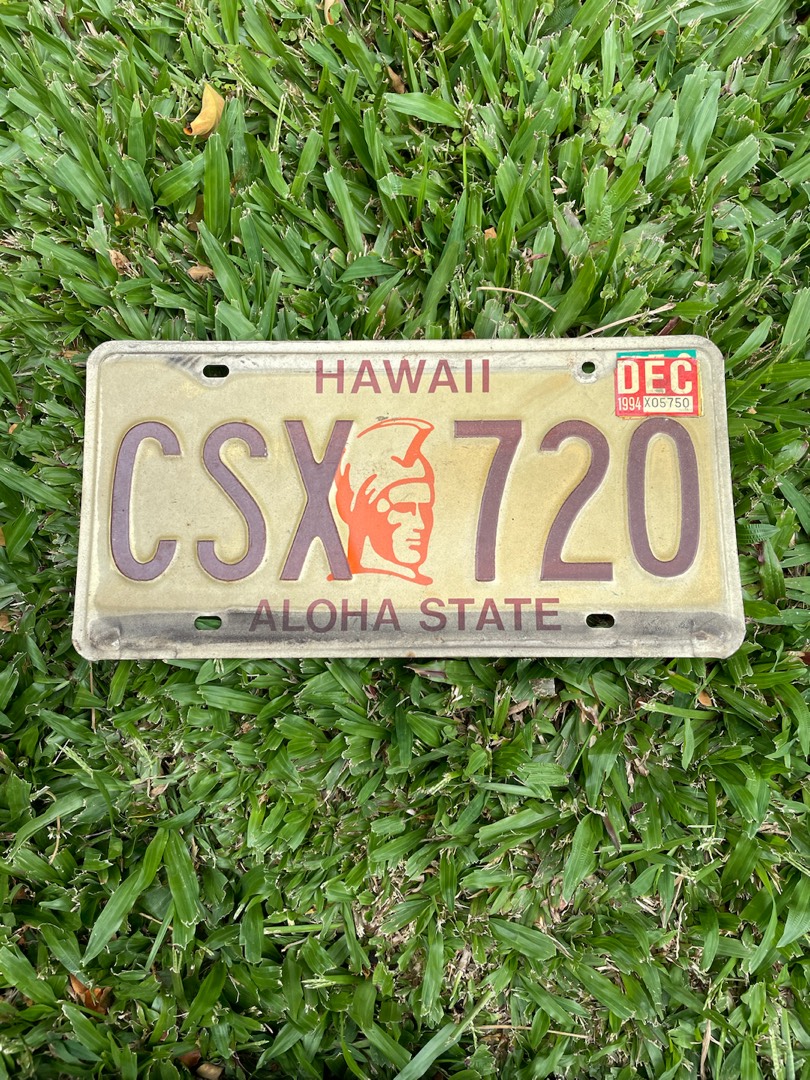 HAWAII
DEC
1994 X05750
CSX 720
ALOHA STATE